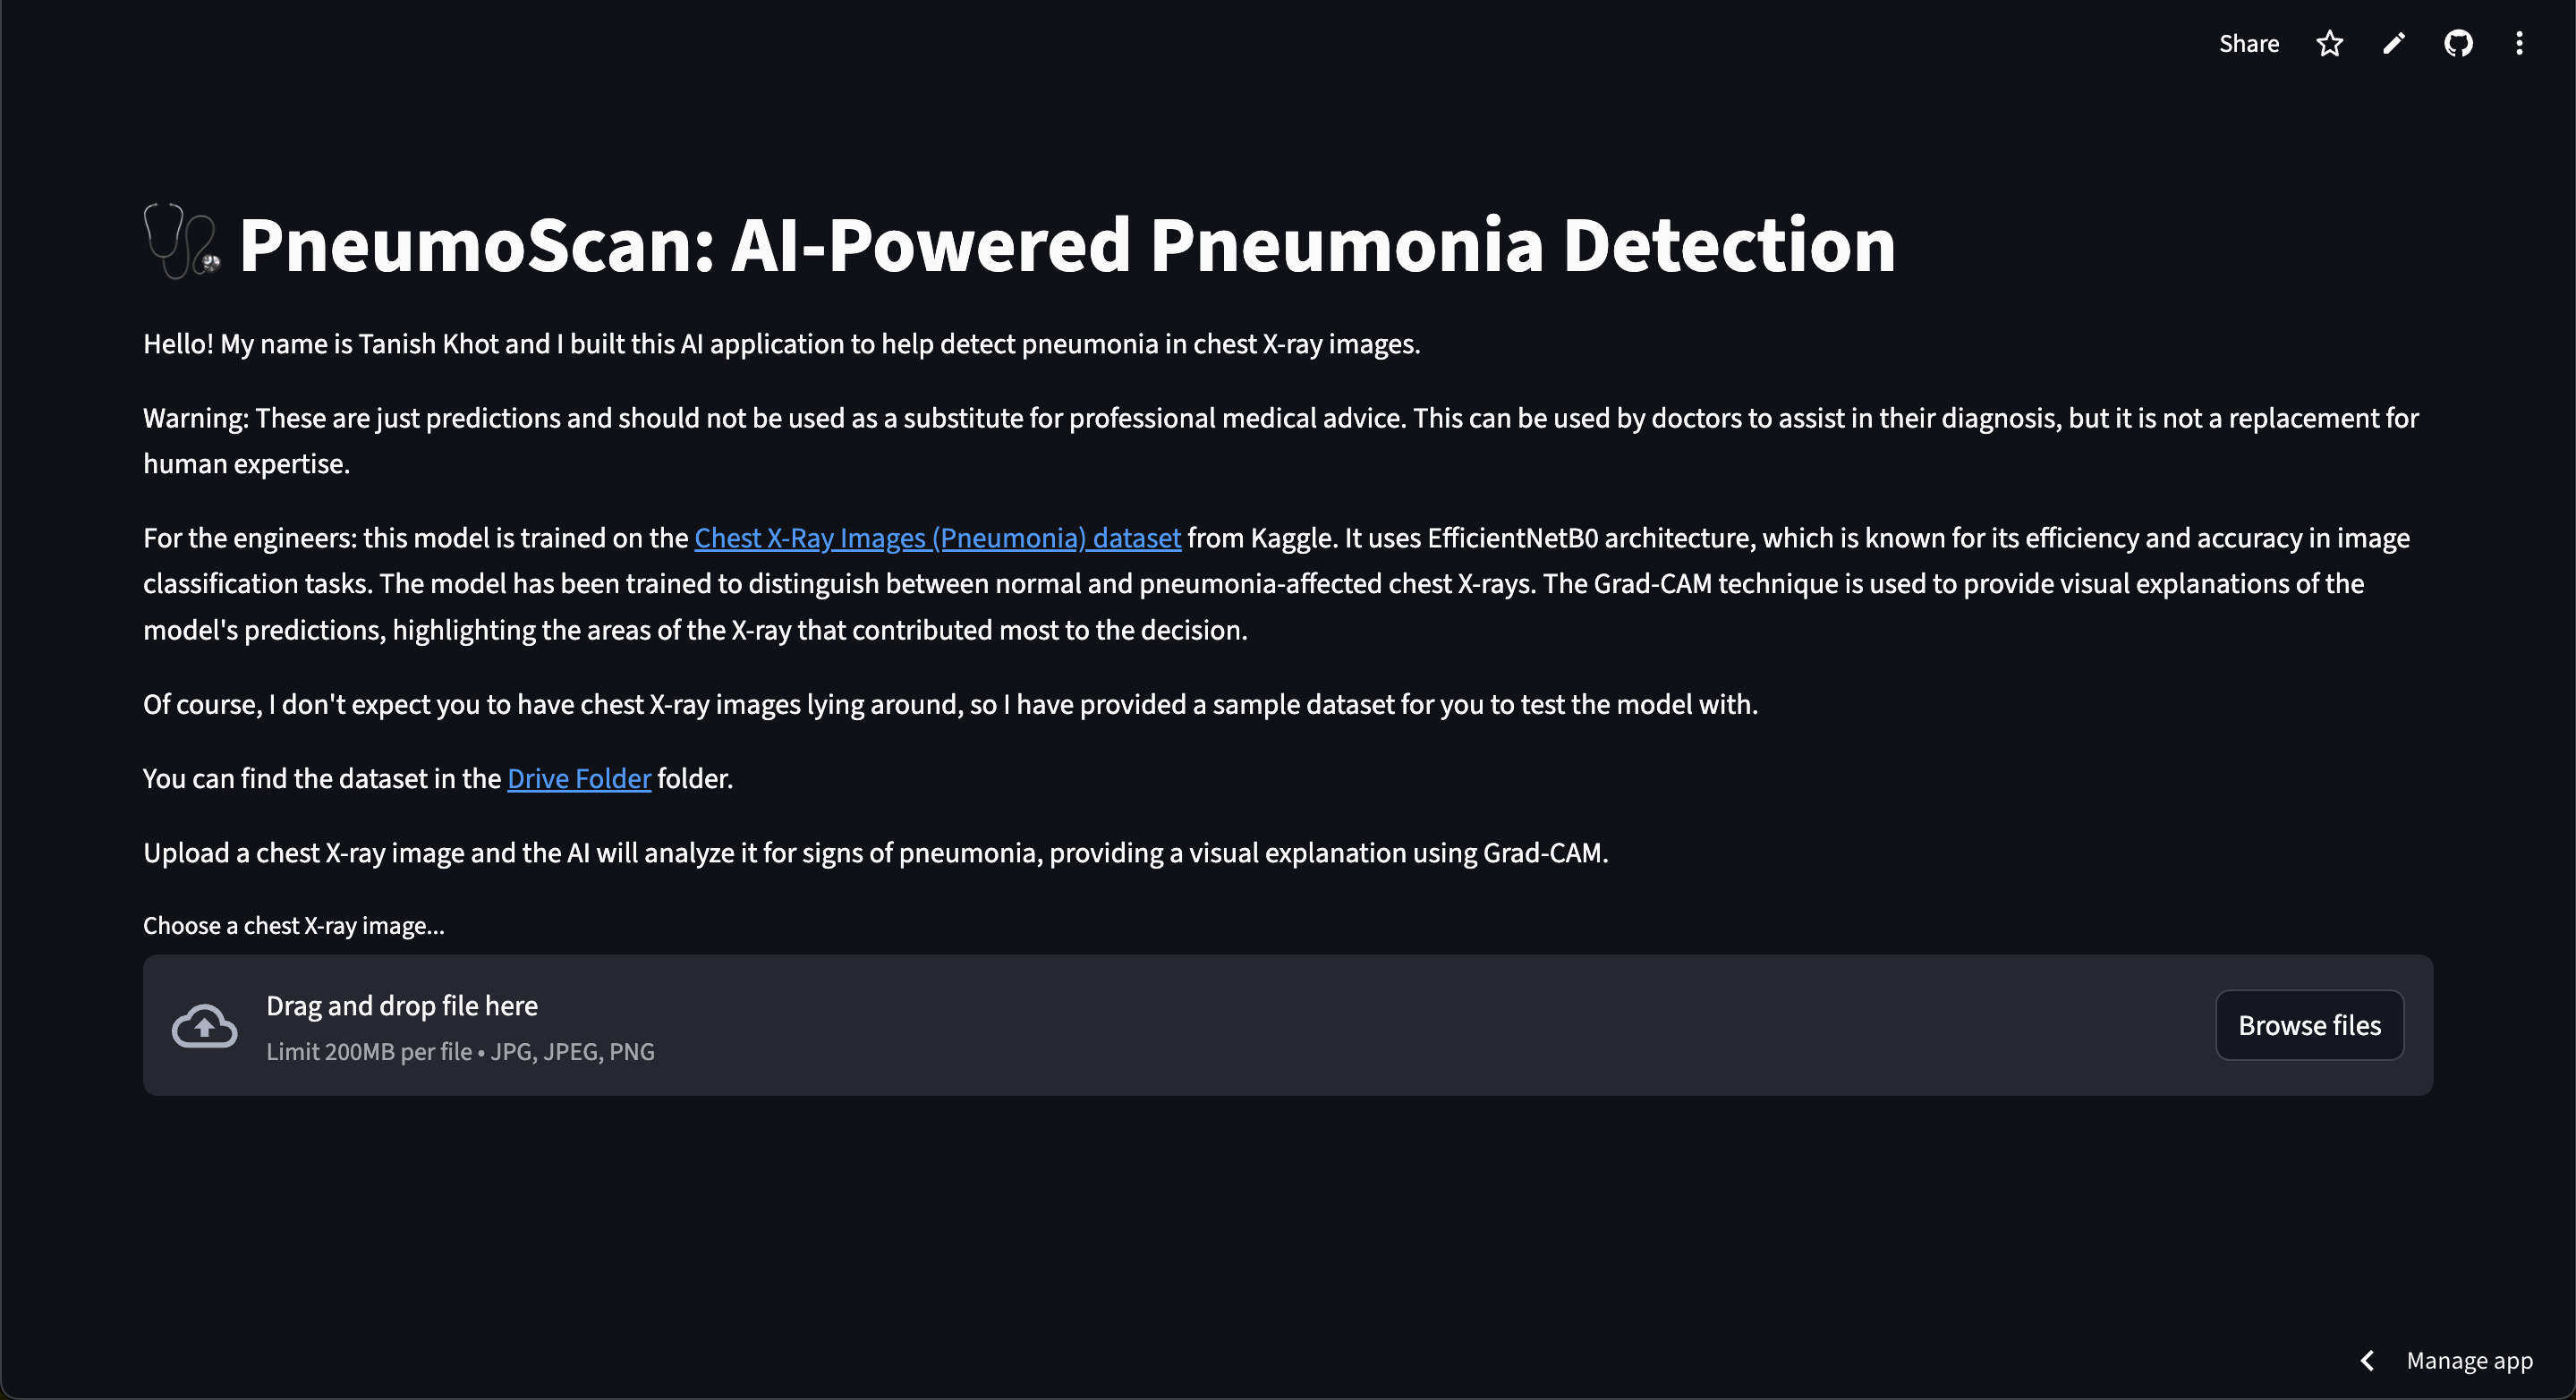 Share
PneumoScan: AI-Powered Pneumonia Detection
Hello! My name is Tanish Khot and I built this AI application to help detect pneumonia in chest X-ray images.
Warning: These are just predictions and should not be used as a substitute for professional medical advice. This can be used by doctors to assist in their diagnosis, but it is not a replacement for
human expertise.
For the engineers: this model is trained on the Chest X-Ray Images (Pneumonia) dataset from Kaggle. It uses EfficientNetB0 architecture, which is known for its efficiency and accuracy in image
classification tasks. The model has been trained to distinguish between normal and pneumonia-affected chest X-rays. The Grad-CAM technique is used to provide visual explanations of the
model's predictions, highlighting the areas of the X-ray that contributed most to the decision.
Of course, I don't expect you to have chest X-ray images lying around, so I have provided a sample dataset for you to test the model with.
You can find the dataset in the Drive Folder folder.
Upload a chest X-ray image and the AI will analyze it for signs of pneumonia, providing a visual explanation using Grad-CAM.
Choose a chest X-ray image...
Drag and drop file here
Limit 200MB per file • JPG, JPEG, PNG
Browse files
Manage app